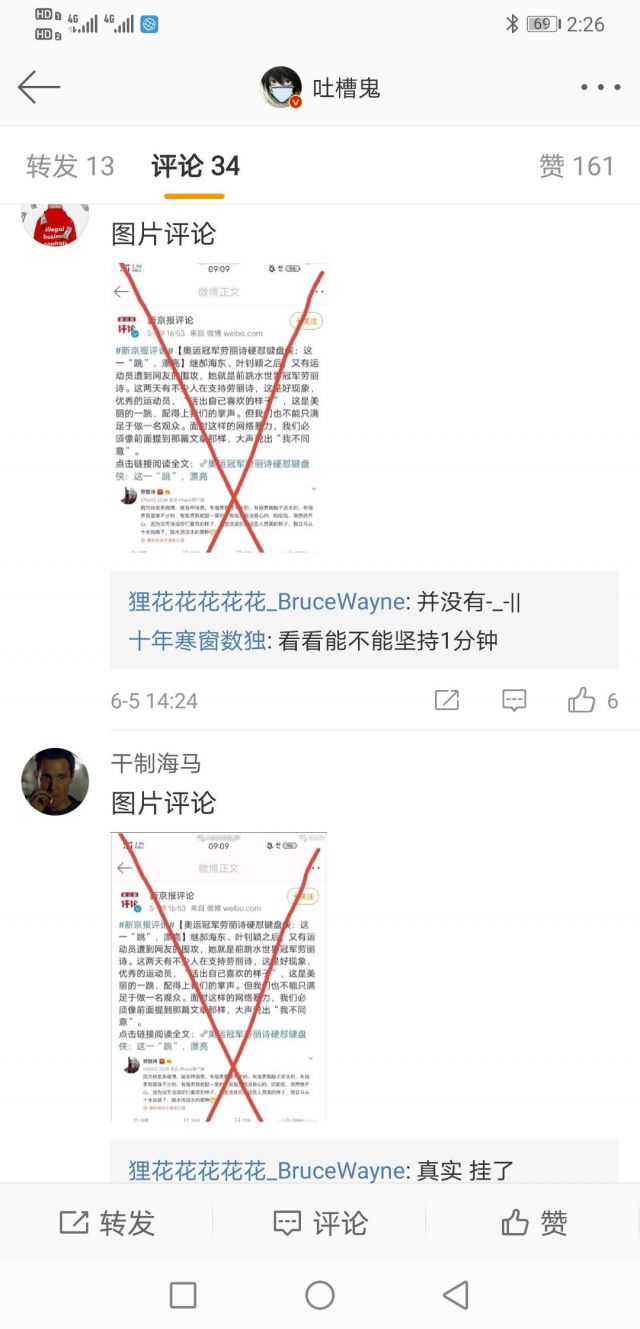 HD 1 4G 4G
HD 2
69 2:26
吐槽鬼
转发 13 评论 34 赞 161
illegal
business
controls
图片评论
09:09
微博正文
新京报评论
+关注
16:53 来自 微博 weibo.com
#新京报评论#【奥运冠军劳丽诗硬怼键盘侠：这
一“跳”，漂亮】继郝海东、叶钊颖之后，又有运
动员遭到网友的围攻，她就是前跳水世界冠军劳丽
诗。这两天有不少人在支持劳丽诗，这是好现象，
优秀的运动员，“活出自己喜欢的样子”，这是美
丽的一跳，配得上我们的掌声。但我们也不能只满
足于做一名观众。面对这样的网络暴力，我们必
须像前面提到那篇文章那样，大声说出“我不同
意”。
点击链接阅读全文：奥运冠军劳丽诗硬怼键盘
侠：这一“跳”，漂亮
劳丽诗
狸花花花花花_BruceWayne: 并没有-_-||
十年寒窗数独: 看看能不能坚持1分钟
6-5 14:24 6
干制海马
图片评论
09:09
微博正文
新京报评论
+关注
16:53 来自 微博 weibo.com
#新京报评论#【奥运冠军劳丽诗硬怼键盘侠：这
一“跳”，漂亮】继郝海东、叶钊颖之后，又有运
动员遭到网友的围攻，她就是前跳水世界冠军劳丽
诗。这两天有不少人在支持劳丽诗，这是好现象，
优秀的运动员，“活出自己喜欢的样子”，这是美
丽的一跳，配得上我们的掌声。但我们也不能只满
足于做一名观众。面对这样的网络暴力，我们必
须像前面提到那篇文章那样，大声说出“我不同
意”。
点击链接阅读全文：奥运冠军劳丽诗硬怼键盘
侠：这一“跳”，漂亮
劳丽诗
狸花花花花花_BruceWayne: 真实 挂了
转发 评论 赞